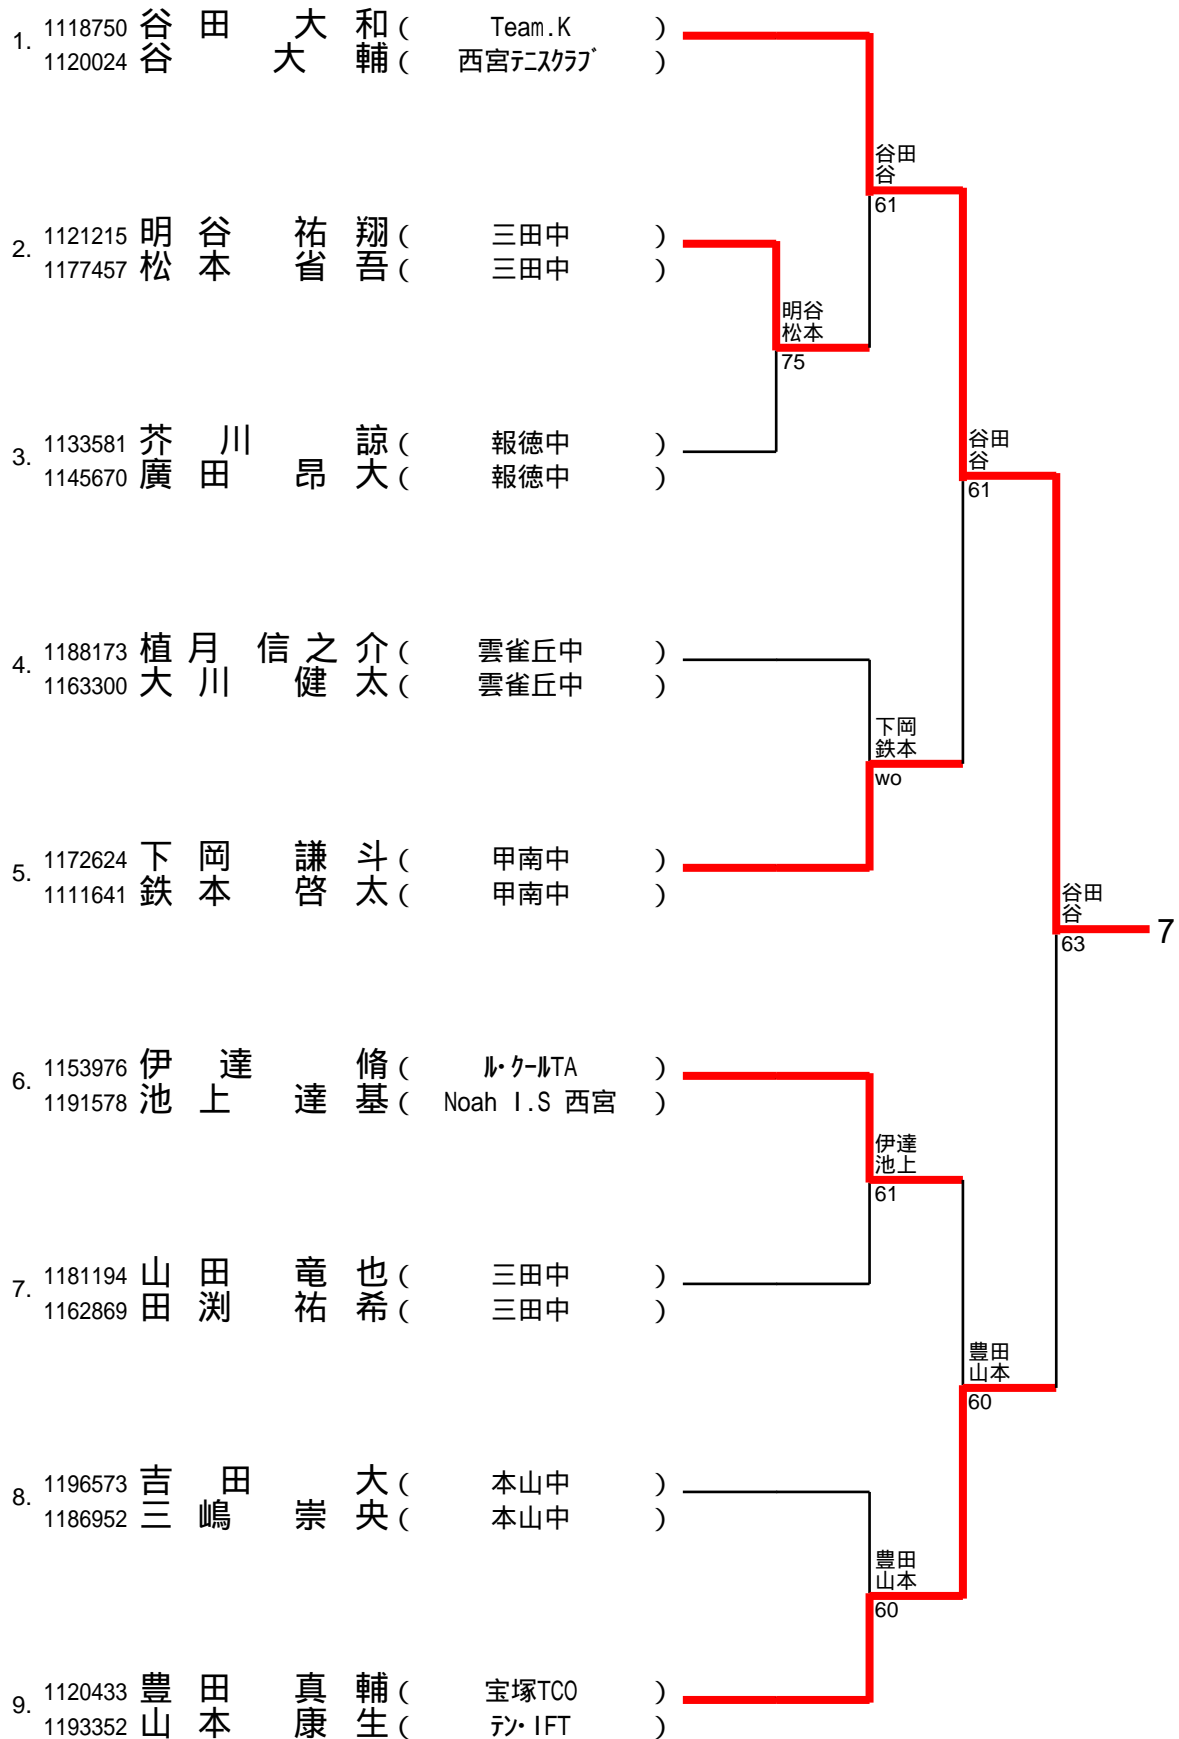 1. 1118750 谷田 大和 ( Team.K )
1120024 谷 大輔 ( 西宮ﾃﾆｽｸﾗﾌﾞ )
谷田
谷
61
2. 1121215 明谷 祐翔 ( 三田中 )
1177457 松本 省吾 ( 三田中 )
明谷
松本
75
3. 1133581 芥川 諒 ( 報徳中 )
1145670 廣田 昂大 ( 報徳中 )
谷田
谷
61
4. 1188173 植月 信之介 ( 雲雀丘中 )
1163300 大川 健太 ( 雲雀丘中 )
下岡
鉄本
wo
5. 1172624 下岡 謙斗 ( 甲南中 )
1111641 鉄本 啓太 ( 甲南中 )
谷田
谷
63
7
6. 1153976 伊達 脩 ( ﾙ・ｸｰﾙTA )
1191578 池上 達基 ( Noah I.S 西宮 )
伊達
池上
61
7. 1181194 山田 竜也 ( 三田中 )
1162869 田渕 祐希 ( 三田中 )
豊田
山本
60
8. 1196573 吉田 大 ( 本山中 )
1186952 三嶋 崇央 ( 本山中 )
豊田
山本
60
9. 1120433 豊田 真輔 ( 宝塚TCO )
1193352 山本 康生 ( ﾃﾝ・IFT )